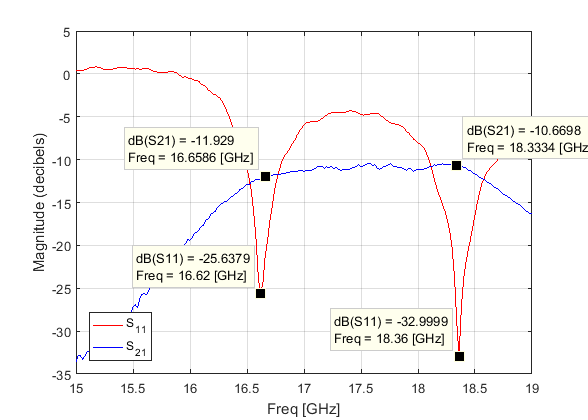 5
0
-5
-10
-15
-20
-25
-30
-35
Magnitude (decibels)
dB(S21) = -11.929
Freq = 16.6586 [GHz]
dB(S21) = -10.6698
Freq = 18.3334 [GHz
dB(S11) = -25.6379
Freq = 16.62 [GHz]
dB(S11) = -32.9999
Freq = 18.36 [GHz]
S11
S21
15
15.5
16
16.5
17
17.5
18
18.5
19
Freq [GHz]